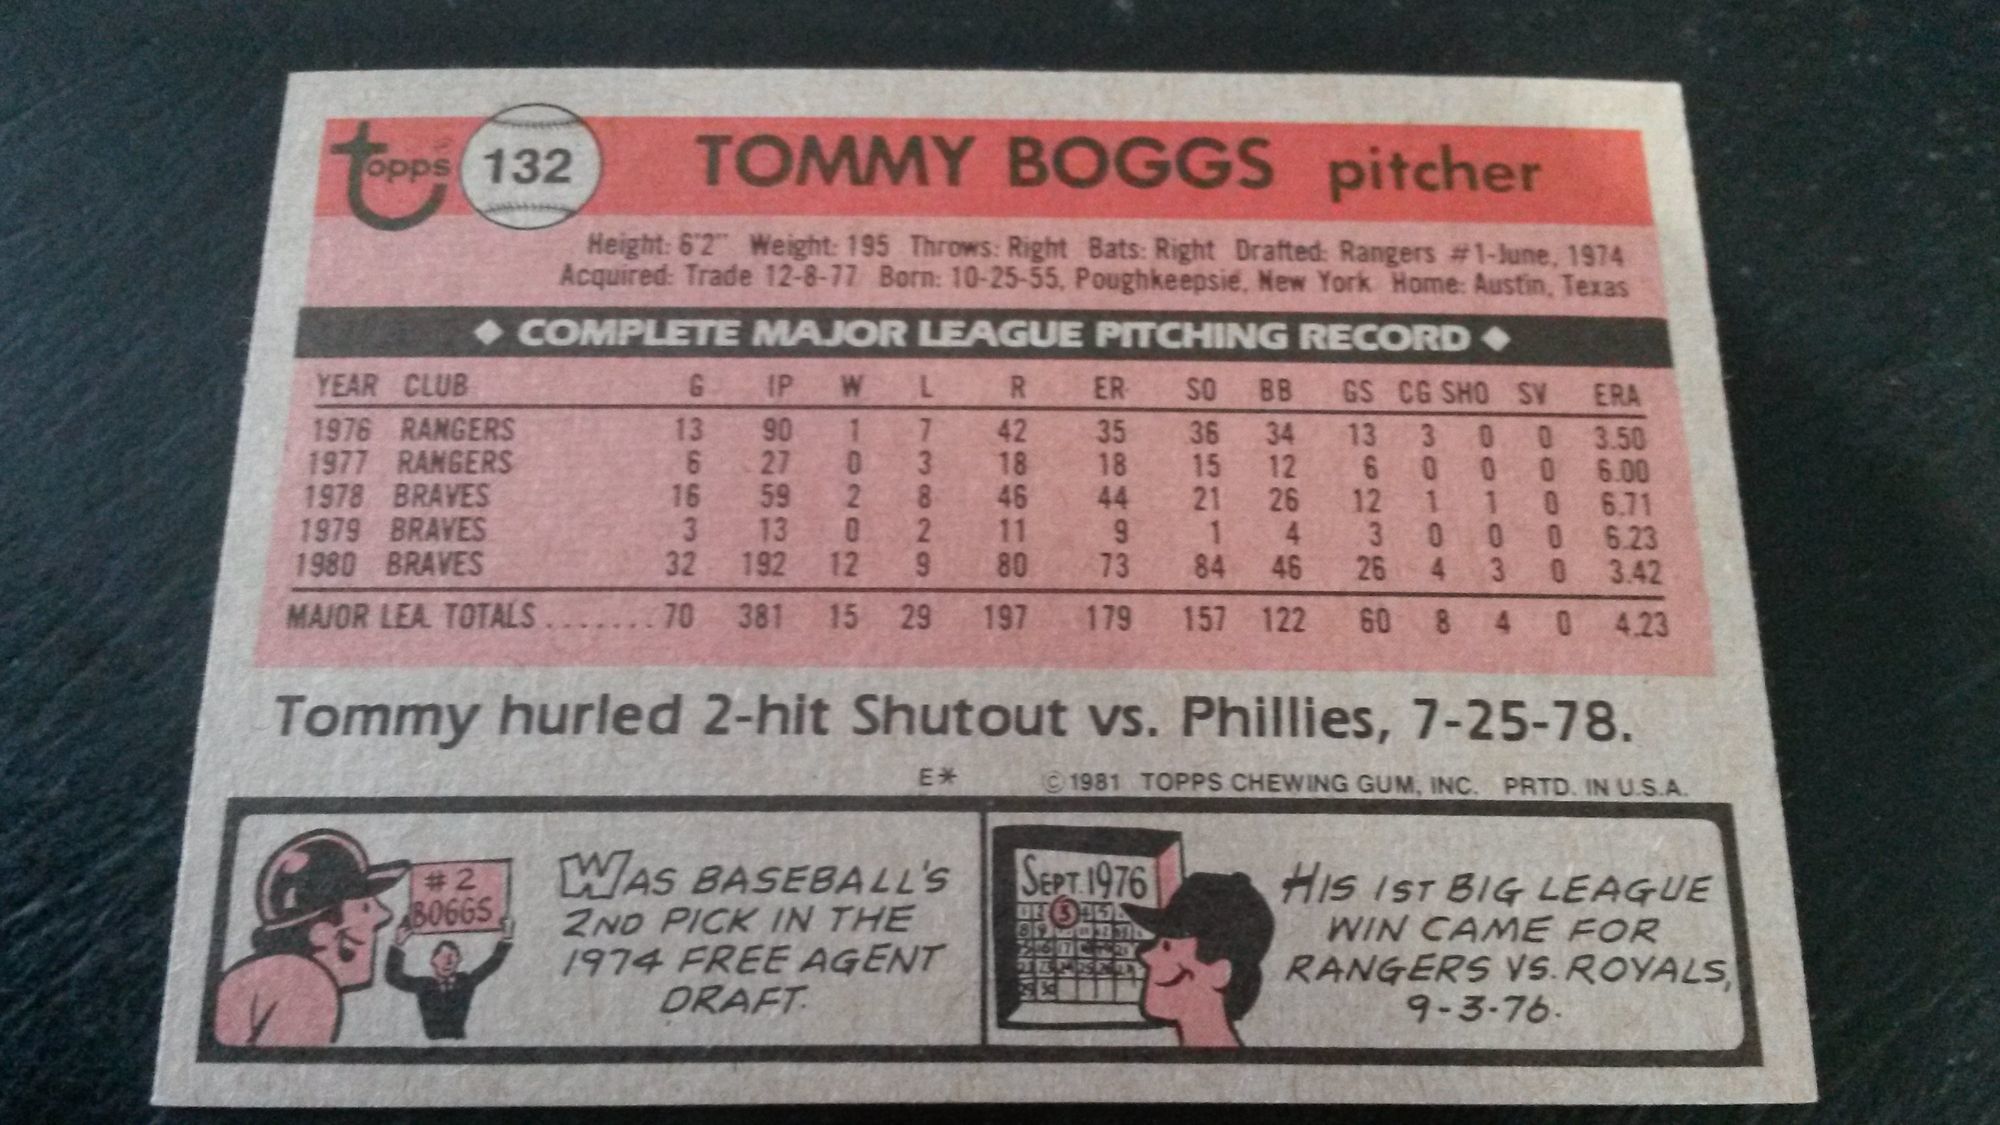 topps 132 TOMMY BOGGS pitcher
Height: 6'2" Weight: 195 Throws: Right Bats: Right Drafted: Rangers #1-June, 1974
Acquired: Trade 12-8-77 Born: 10-25-55, Poughkeepsie, New York Home: Austin, Texas
◆ COMPLETE MAJOR LEAGUE PITCHING RECORD ◆
YEAR CLUB G IP W L R ER SO BB GS CG SHO SV ERA
1976 RANGERS 13 90 1 7 42 35 36 34 13 3 0 0 3.50
1977 RANGERS 6 27 0 3 18 18 15 12 6 0 0 0 6.00
1978 BRAVES 16 59 2 8 46 44 21 26 12 1 1 0 6.71
1979 BRAVES 3 13 0 2 11 9 1 4 3 0 0 0 6.23
1980 BRAVES 32 192 12 9 80 73 84 46 26 4 3 0 3.42
MAJOR LEA. TOTALS ....... 70 381 15 29 197 179 157 122 60 8 4 0 4.23
Tommy hurled 2-hit Shutout vs. Phillies, 7-25-78.
E* © 1981 TOPPS CHEWING GUM, INC. PRTD. IN U.S.A.
#2
BOGGS
WAS BASEBALL'S
2ND PICK IN THE
1974 FREE AGENT
DRAFT.
SEPT. 1976
HIS 1ST BIG LEAGUE
WIN CAME FOR
RANGERS VS. ROYALS,
9-3-76.